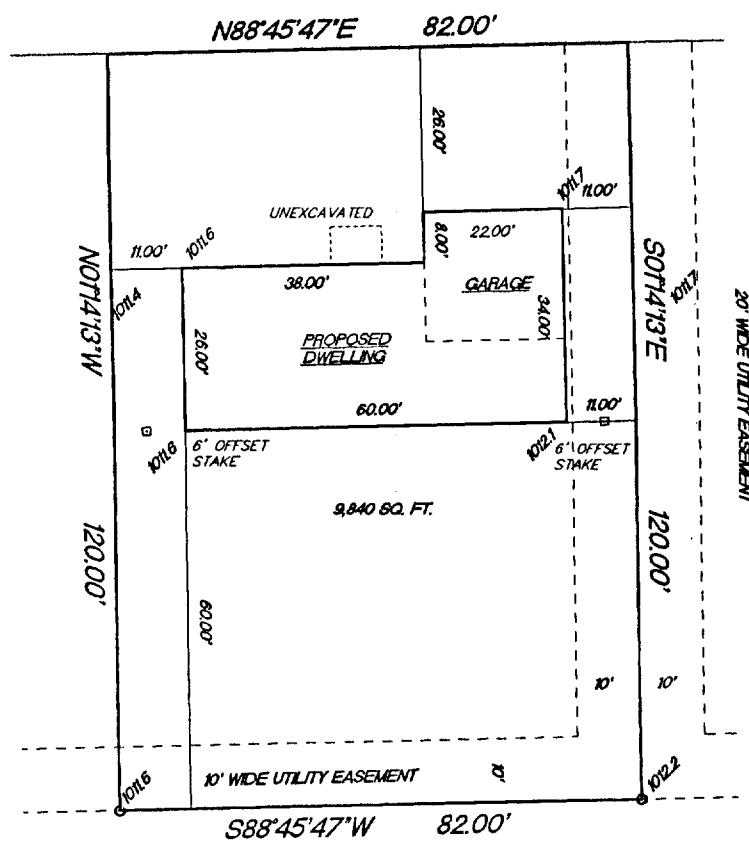 N88°45'47"E 82.00'
26.00'
1011.7
11.00'
UNEXCAVATED
11.00'
1011.6
8.00'
22.00'
38.00'
GARAGE
N01°14'13"W
1011.4
S01°14'13"E
1011.7
20' WIDE UTILITY EASEMENT
26.00'
PROPOSED
DWELLING
34.00'
60.00'
11.00'
1011.6
6' OFFSET
STAKE
1012.1
6' OFFSET
STAKE
9,840 SQ. FT.
120.00'
120.00'
60.00'
10'
10'
10' WIDE UTILITY EASEMENT
10'
1011.6
1012.2
S88°45'47"W 82.00'